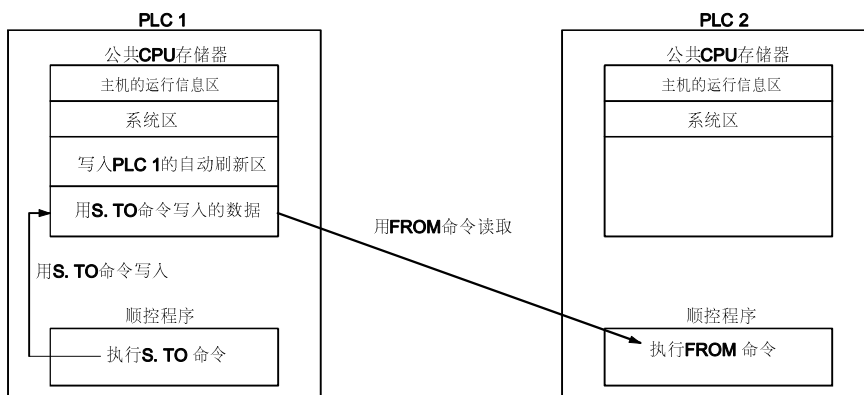 PLC 1
公共CPU存储器
主机的运行信息区
系统区
写入PLC 1的自动刷新区
用S. TO命令写入的数据
用S. TO命令写入
顺控程序
执行S. TO 命令
用FROM命令读取
PLC 2
公共CPU存储器
主机的运行信息区
系统区
顺控程序
执行FROM 命令